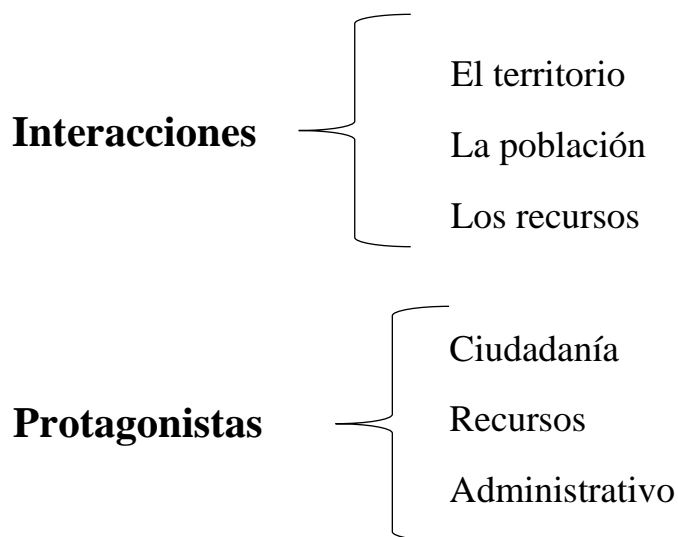 Interacciones
El territorio
La población
Los recursos
Protagonistas
Ciudadanía
Recursos
Administrativo